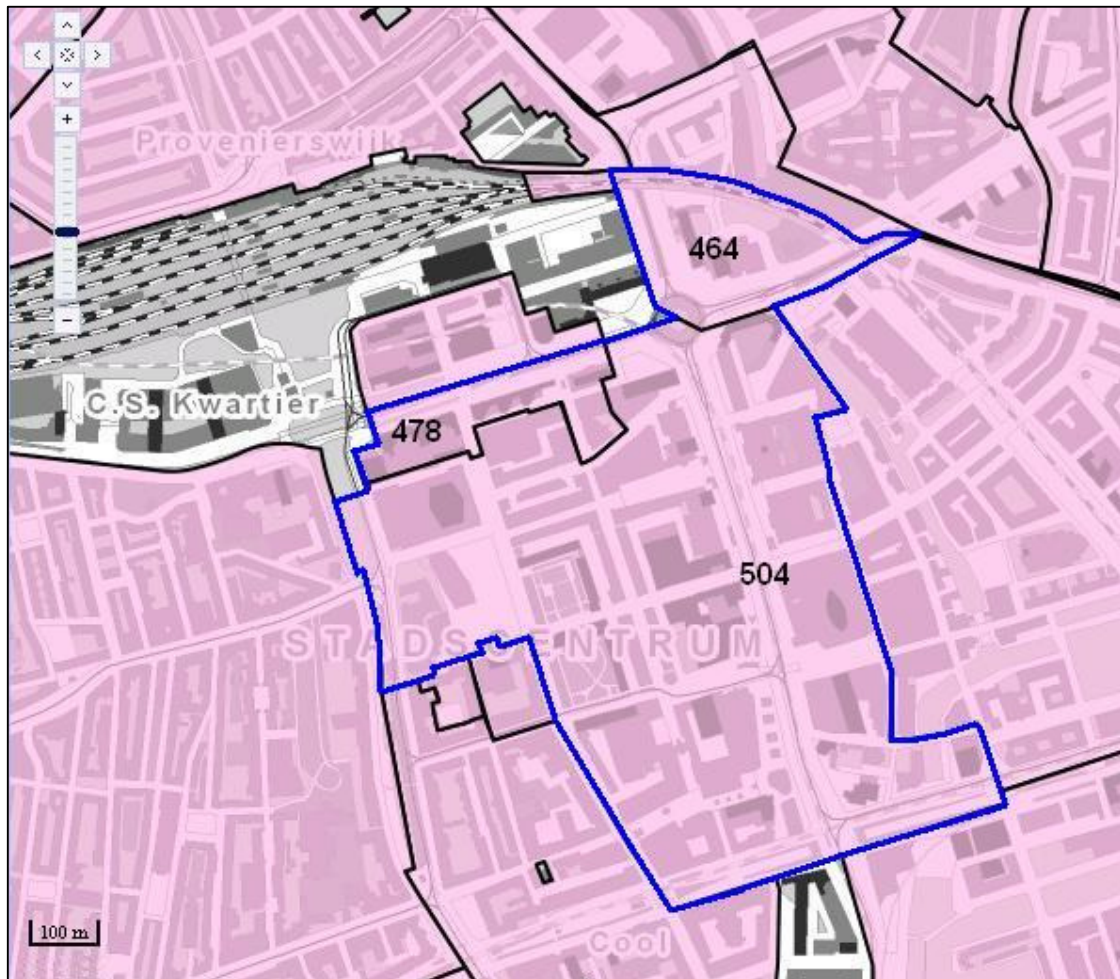 Provenierswijk
464
C.S. Kwartier
478
504
STADSCENTRUM
100 m
Cool